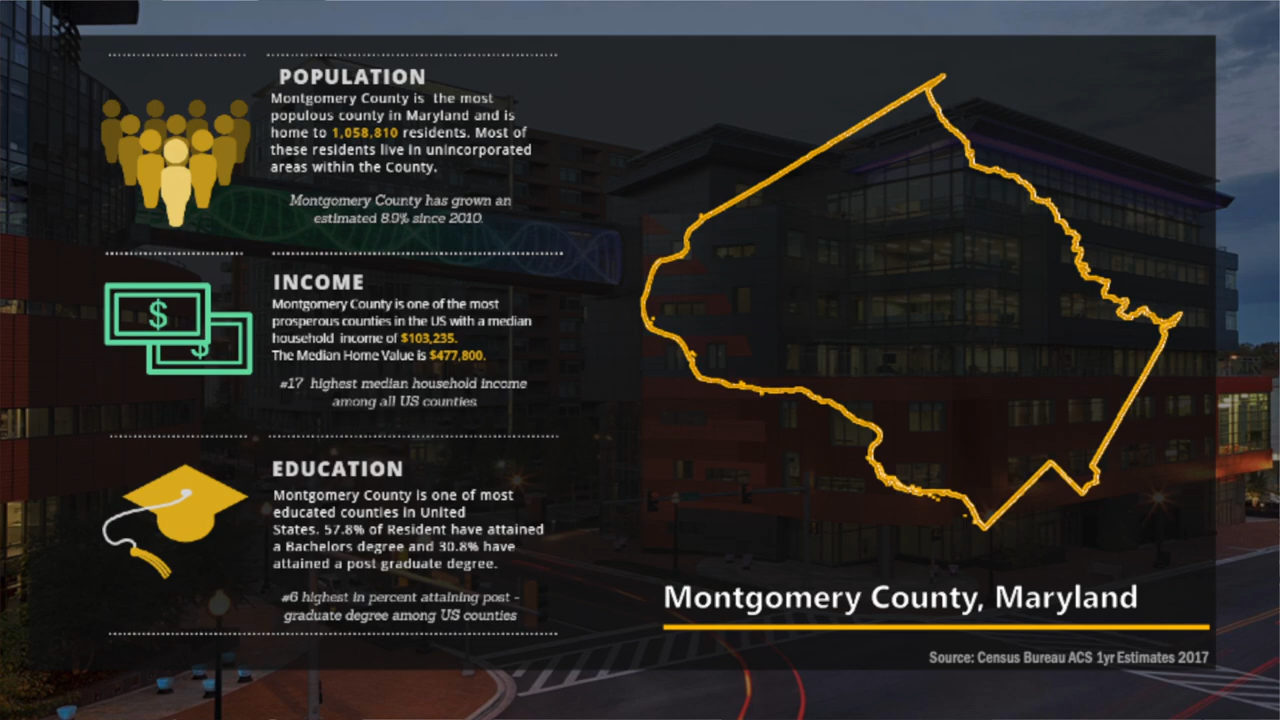 POPULATION
Montgomery County is the most
populous county in Maryland and is
home to 1,058,810 residents. Most of
these residents live in unincorporated
areas within the County.
Montgomery County has grown an
estimated 8.9% since 2010.
$
$
INCOME
Montgomery County is one of the most
prosperous counties in the US with a median
household income of $103,235.
The Median Home Value is $477,800.
#17 highest median household income
among all US counties
EDUCATION
Montgomery County is one of most
educated counties in United
States. 57.8% of Resident have attained
a Bachelors degree and 30.8% have
attained a post graduate degree.
#6 highest in percent attaining post -
graduate degree among US counties
Montgomery County, Maryland
Source: Census Bureau ACS 1yr Estimates 2017